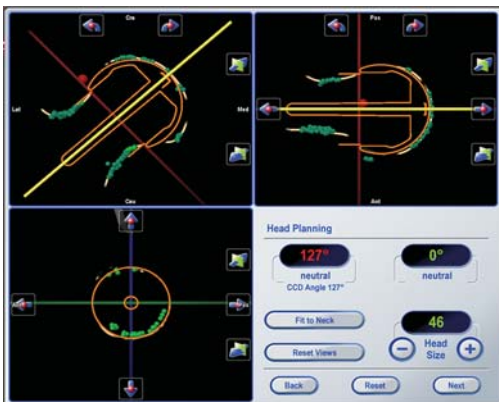 Cra
Pos
Lat
Med
Cau
Ant
Head Planning
127°
0°
neutral
neutral
CCD Angle 127°
Fit to Neck
46
Head
Size
Reset Views
Back
Reset
Next